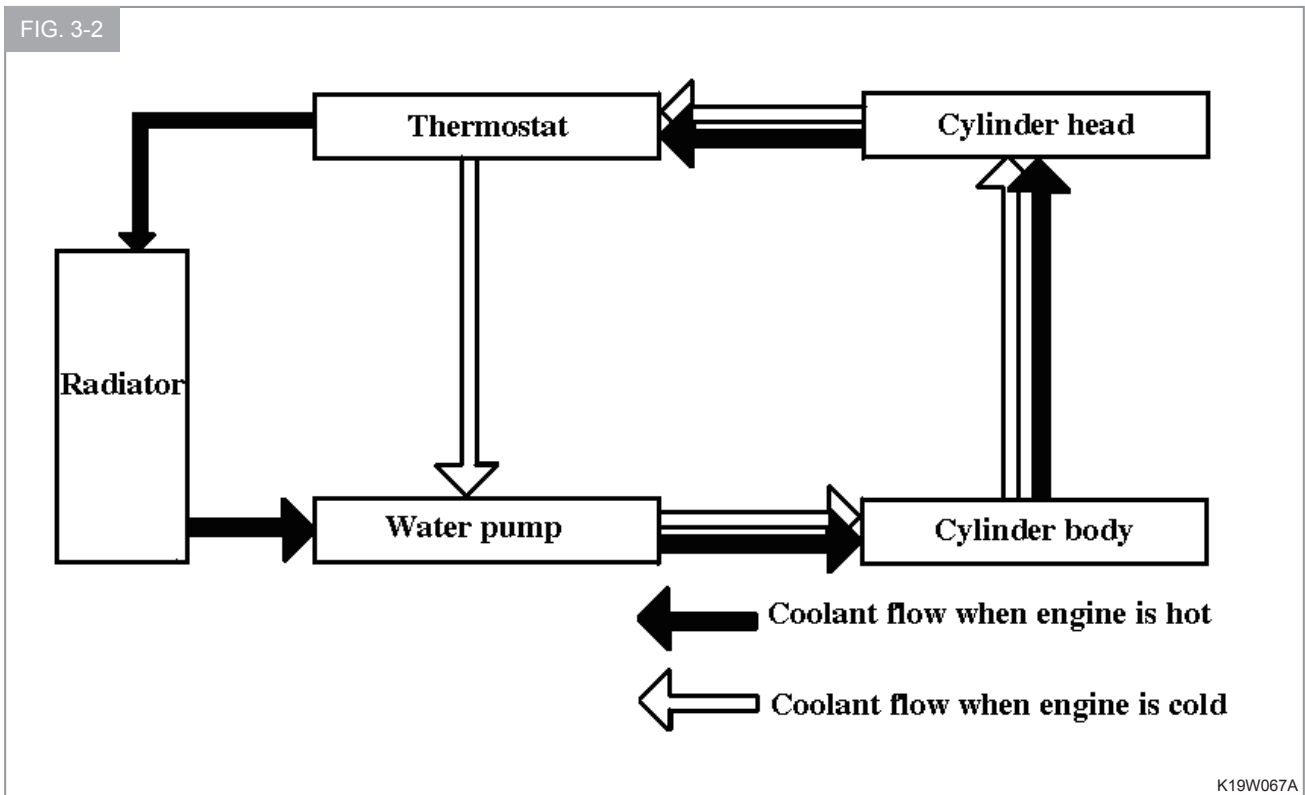 FIG. 3-2
Thermostat
Cylinder head
Radiator
Water pump
Cylinder body
Coolant flow when engine is hot
Coolant flow when engine is cold
K19W067A